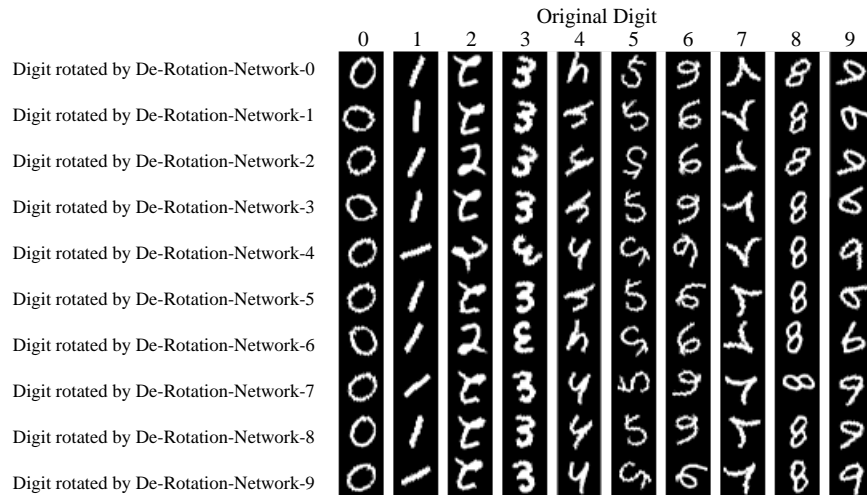 Original Digit
0 1 2 3 4 5 6 7 8 9
Digit rotated by De-Rotation-Network-0
Digit rotated by De-Rotation-Network-1
Digit rotated by De-Rotation-Network-2
Digit rotated by De-Rotation-Network-3
Digit rotated by De-Rotation-Network-4
Digit rotated by De-Rotation-Network-5
Digit rotated by De-Rotation-Network-6
Digit rotated by De-Rotation-Network-7
Digit rotated by De-Rotation-Network-8
Digit rotated by De-Rotation-Network-9